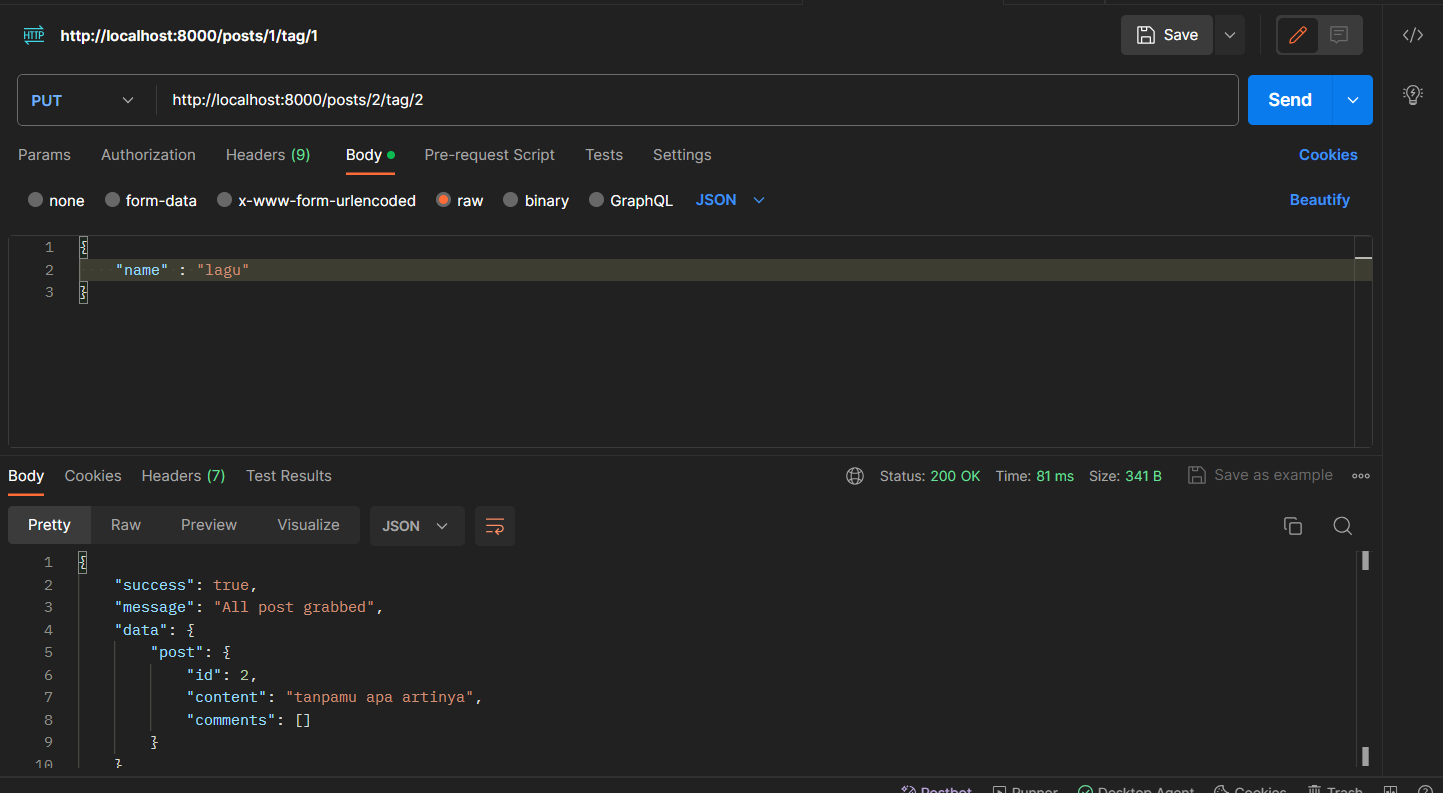 HTTP http://localhost:8000/posts/1/tag/1 Save
PUT http://localhost:8000/posts/2/tag/2 Send
Params Authorization Headers (9) Body Pre-request Script Tests Settings Cookies
none form-data x-www-form-urlencoded raw binary GraphQL JSON Beautify
1 {
2 "name" : "lagu"
3 }
Body Cookies Headers (7) Test Results Status: 200 OK Time: 81 ms Size: 341 B Save as example
Pretty Raw Preview Visualize JSON
1 {
2 "success": true,
3 "message": "All post grabbed",
4 "data": {
5 "post": {
6 "id": 2,
7 "content": "tanpamu apa artinya",
8 "comments": []
9 }
10 }
Postbot Runner Desktop Agent Cookies Trash